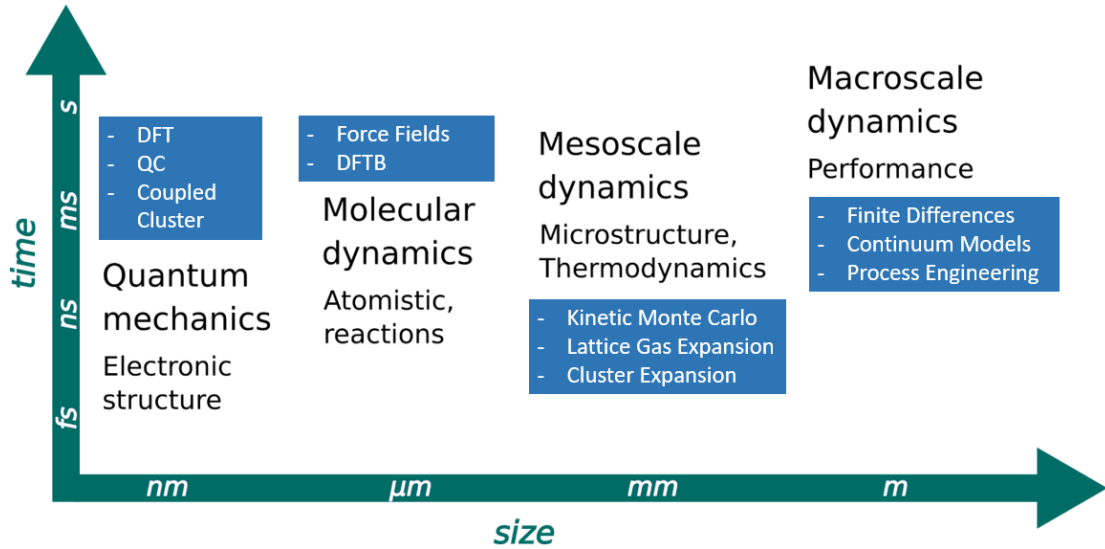 time
s
ms
ns
fs
- DFT
- QC
- Coupled
Cluster
Quantum
mechanics
Electronic
structure
- Force Fields
- DFTB
Molecular
dynamics
Atomistic,
reactions
Mesoscale
dynamics
Microstructure,
Thermodynamics
- Kinetic Monte Carlo
- Lattice Gas Expansion
- Cluster Expansion
Macroscale
dynamics
Performance
- Finite Differences
- Continuum Models
- Process Engineering
nm
μm
mm
m
size